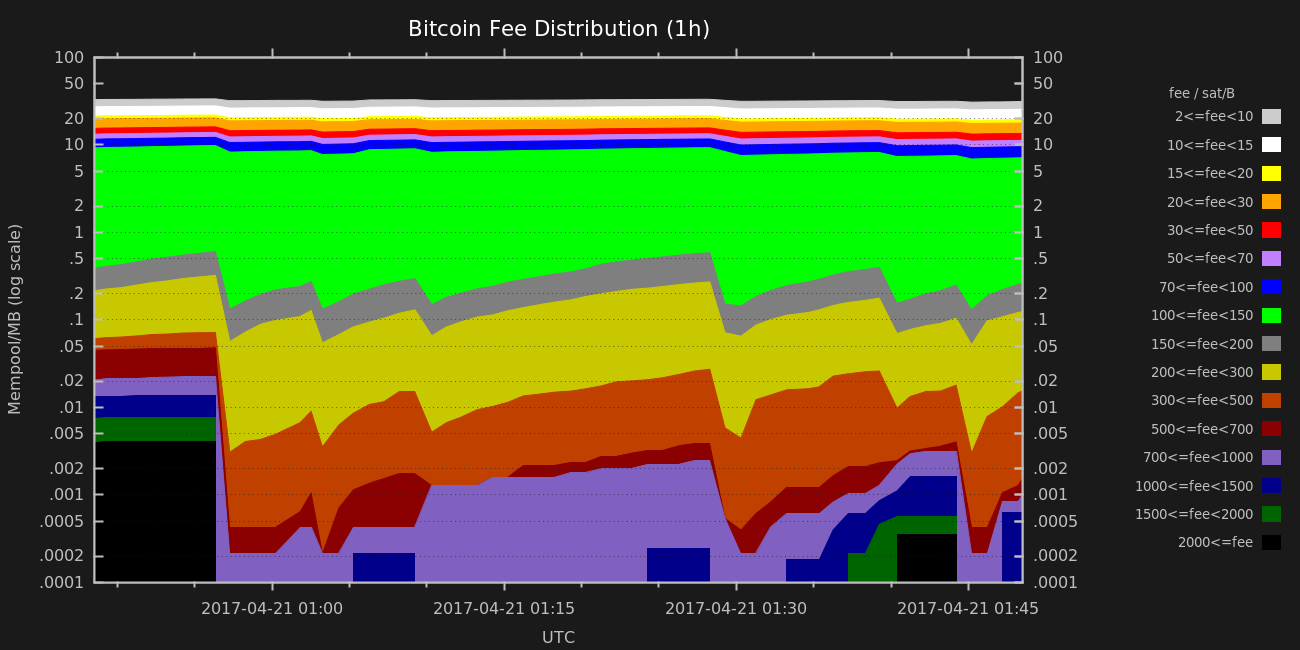 Bitcoin Fee Distribution (1h)
Mempool/MB (log scale)
100
50
20
10
5
2
1
.5
.2
.1
.05
.02
.01
.005
.002
.001
.0005
.0002
.0001
100
50
20
10
5
2
1
.5
.2
.1
.05
.02
.01
.005
.002
.001
.0005
.0002
.0001
2017-04-21 01:00 2017-04-21 01:15 2017-04-21 01:30 2017-04-21 01:45
UTC
fee / sat/B
2<=fee<10
10<=fee<15
15<=fee<20
20<=fee<30
30<=fee<50
50<=fee<70
70<=fee<100
100<=fee<150
150<=fee<200
200<=fee<300
300<=fee<500
500<=fee<700
700<=fee<1000
1000<=fee<1500
1500<=fee<2000
2000<=fee